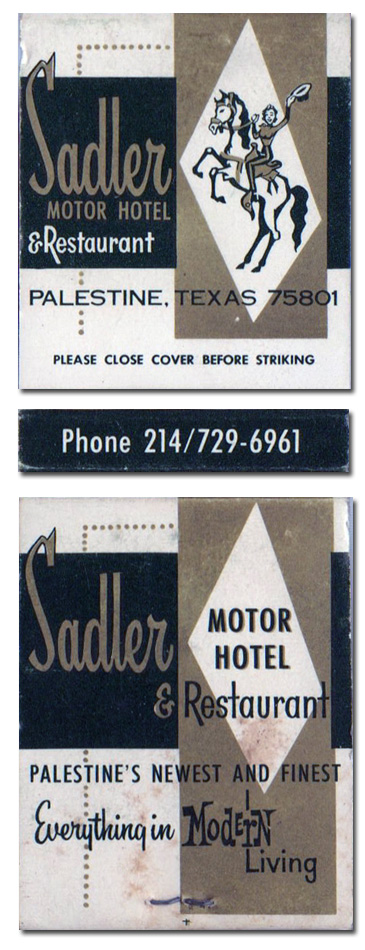 Sadler
MOTOR HOTEL
&Restaurant
PALESTINE, TEXAS 75801
PLEASE CLOSE COVER BEFORE STRIKING
Phone 214/729-6961
Sadler
MOTOR
HOTEL
& Restaurant
PALESTINE'S NEWEST AND FINEST
Everything in MODERN
Living